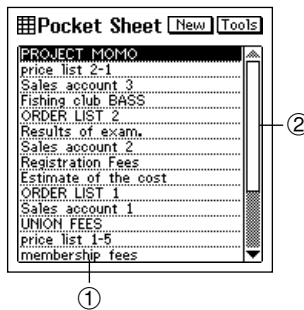 Pocket Sheet New Tools
PROJECT MOMO
price list 2-1
Sales account 3
Fishing club BASS
ORDER LIST 2
Results of exam.
Sales account 2
Registration Fees
Estimate of the cost
ORDER LIST 1
Sales account 1
UNION FEES
price list 1-5
membership fees
②
①